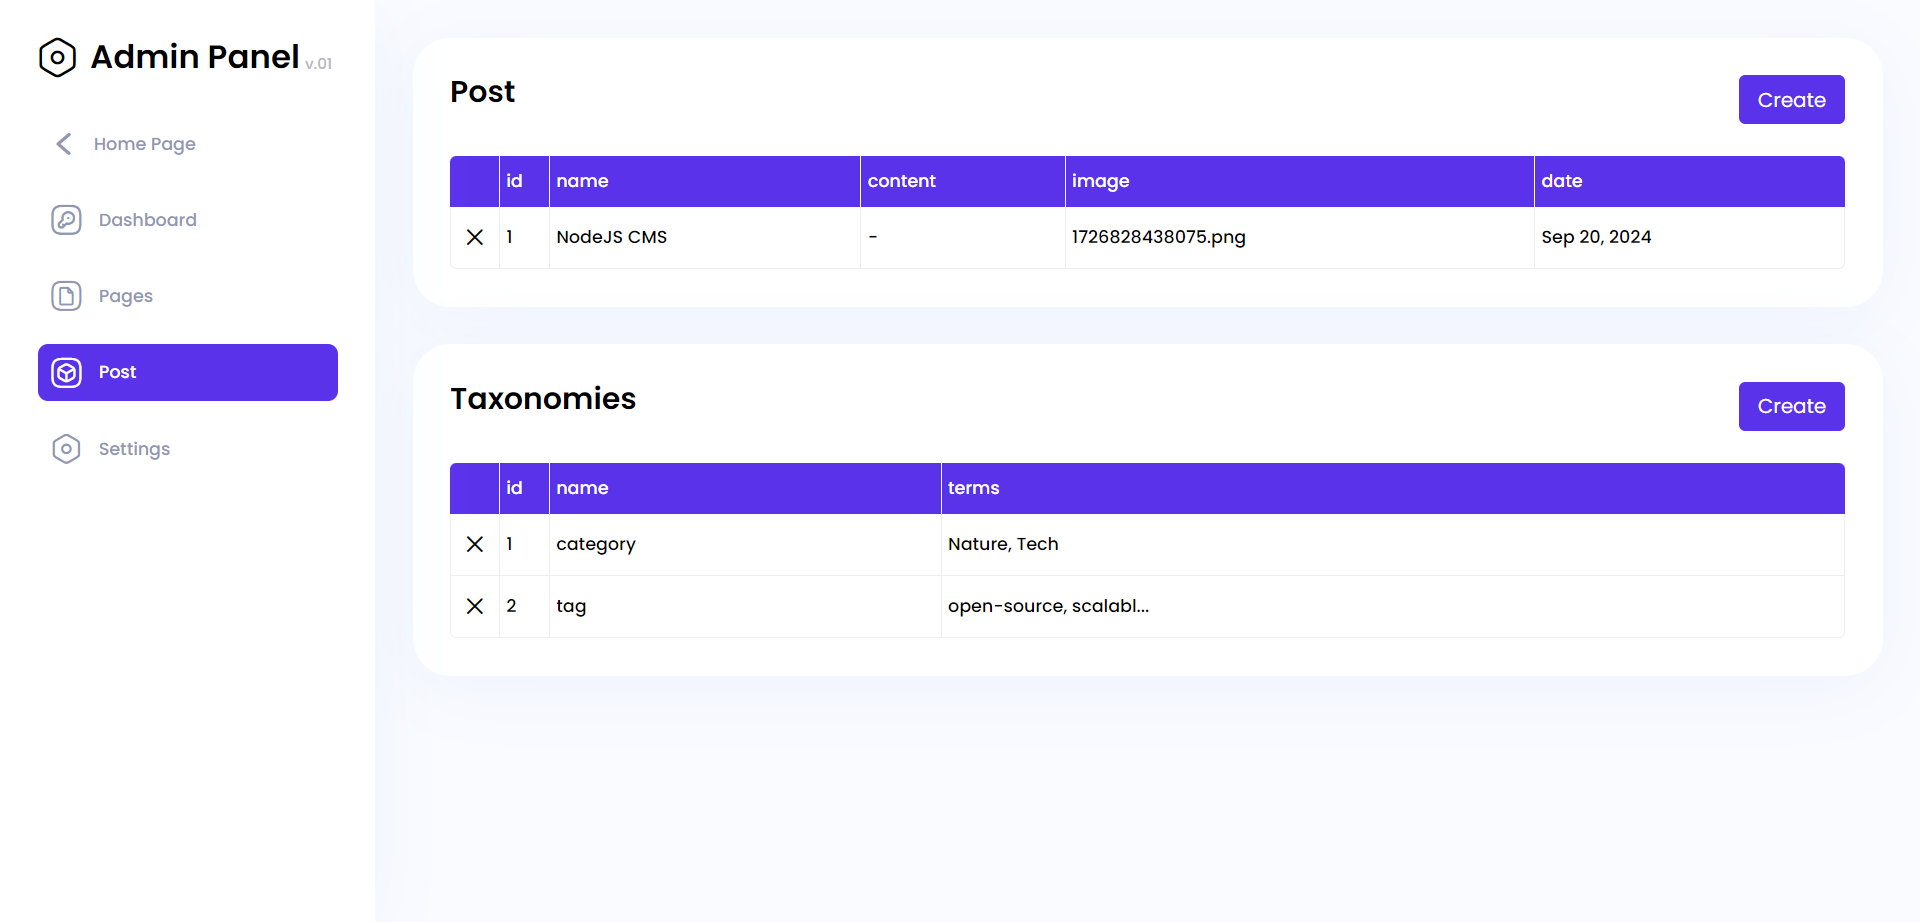 Admin Panel v.01
Home Page
Dashboard
Pages
Post
Settings
Post
Create
id name content image date
1 NodeJS CMS - 1726828438075.png Sep 20, 2024
Taxonomies
Create
id name terms
1 category Nature, Tech
2 tag open-source, scalabl...